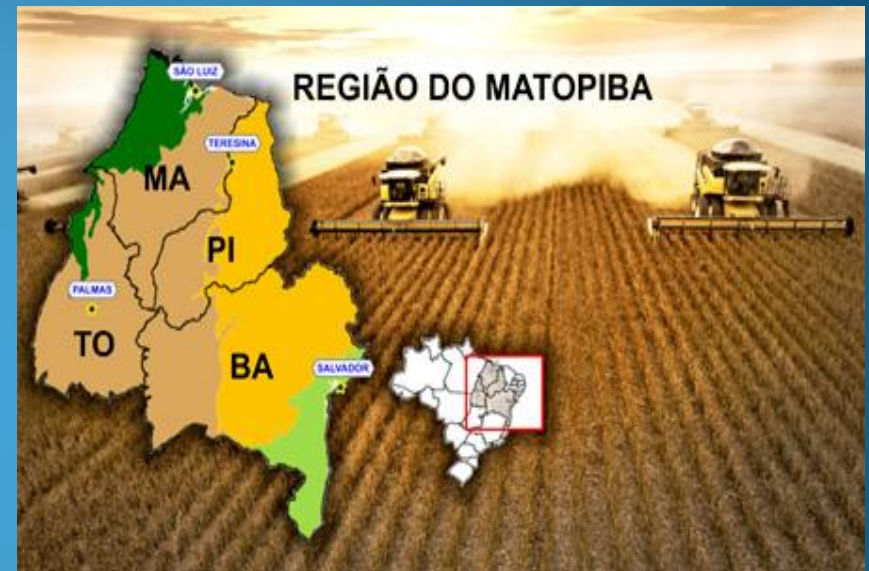 REGIÃO DO MATOPIBA
SÃO LUIZ
TERESINA
MA
PI
PALMAS
TO
BA
SALVADOR